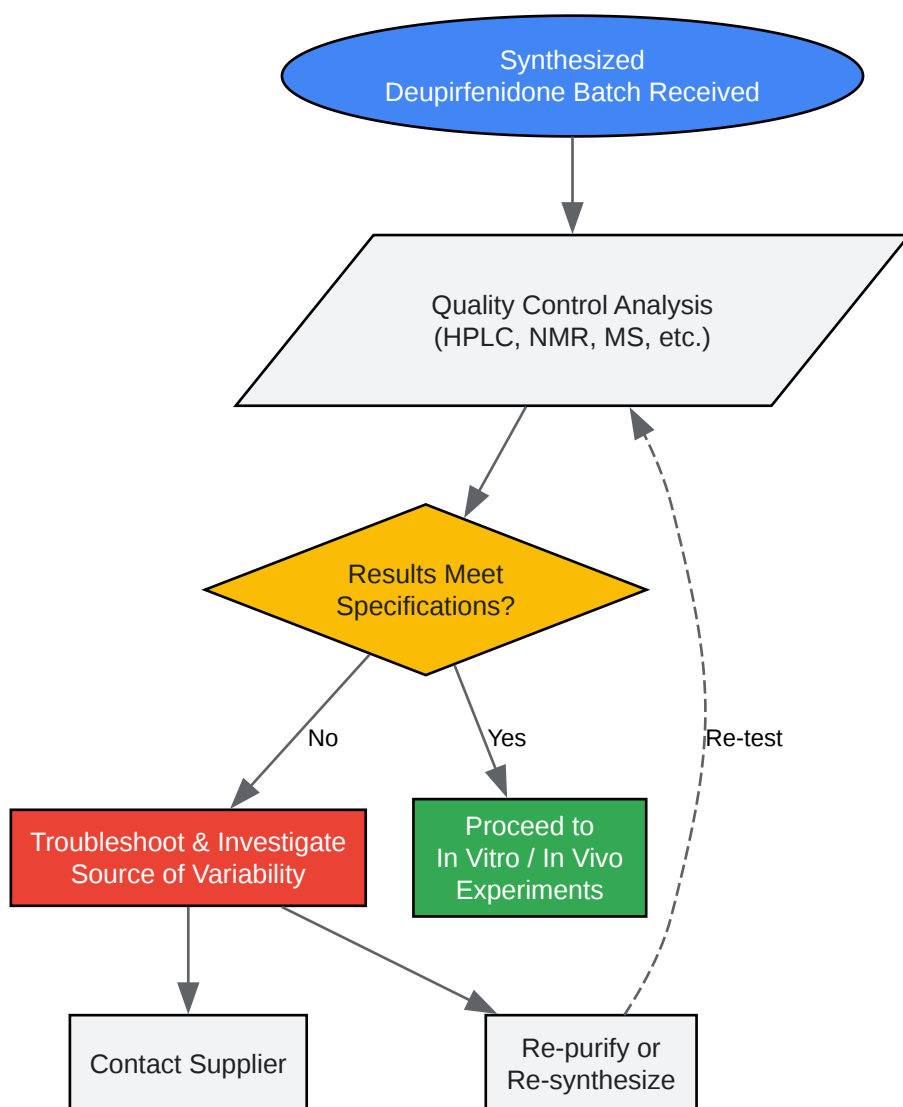 Synthesized
Deupirfenidone Batch Received
Quality Control Analysis
(HPLC, NMR, MS, etc.)
Results Meet
Specifications?
No
Yes
Re-test
Troubleshoot & Investigate
Source of Variability
Proceed to
In Vitro / In Vivo
Experiments
Contact Supplier
Re-purify or
Re-synthesize